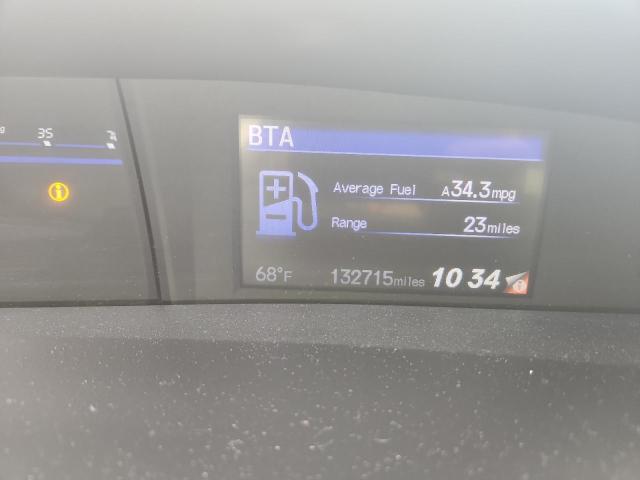 35
BTA
Average Fuel A34.3mpg
Range 23miles
68°F 132715miles 10 34